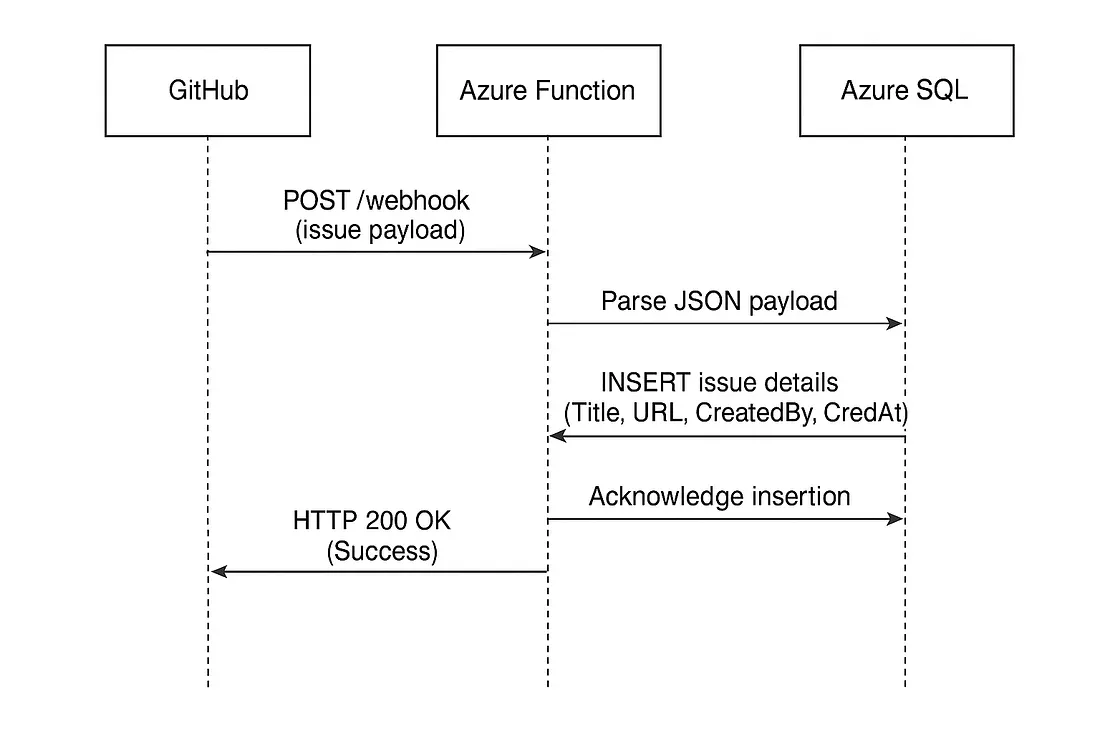 GitHub
Azure Function
Azure SQL
POST /webhook
(issue payload)
Parse JSON payload
INSERT issue details
(Title, URL, CreatedBy, CredAt)
Acknowledge insertion
HTTP 200 OK
(Success)